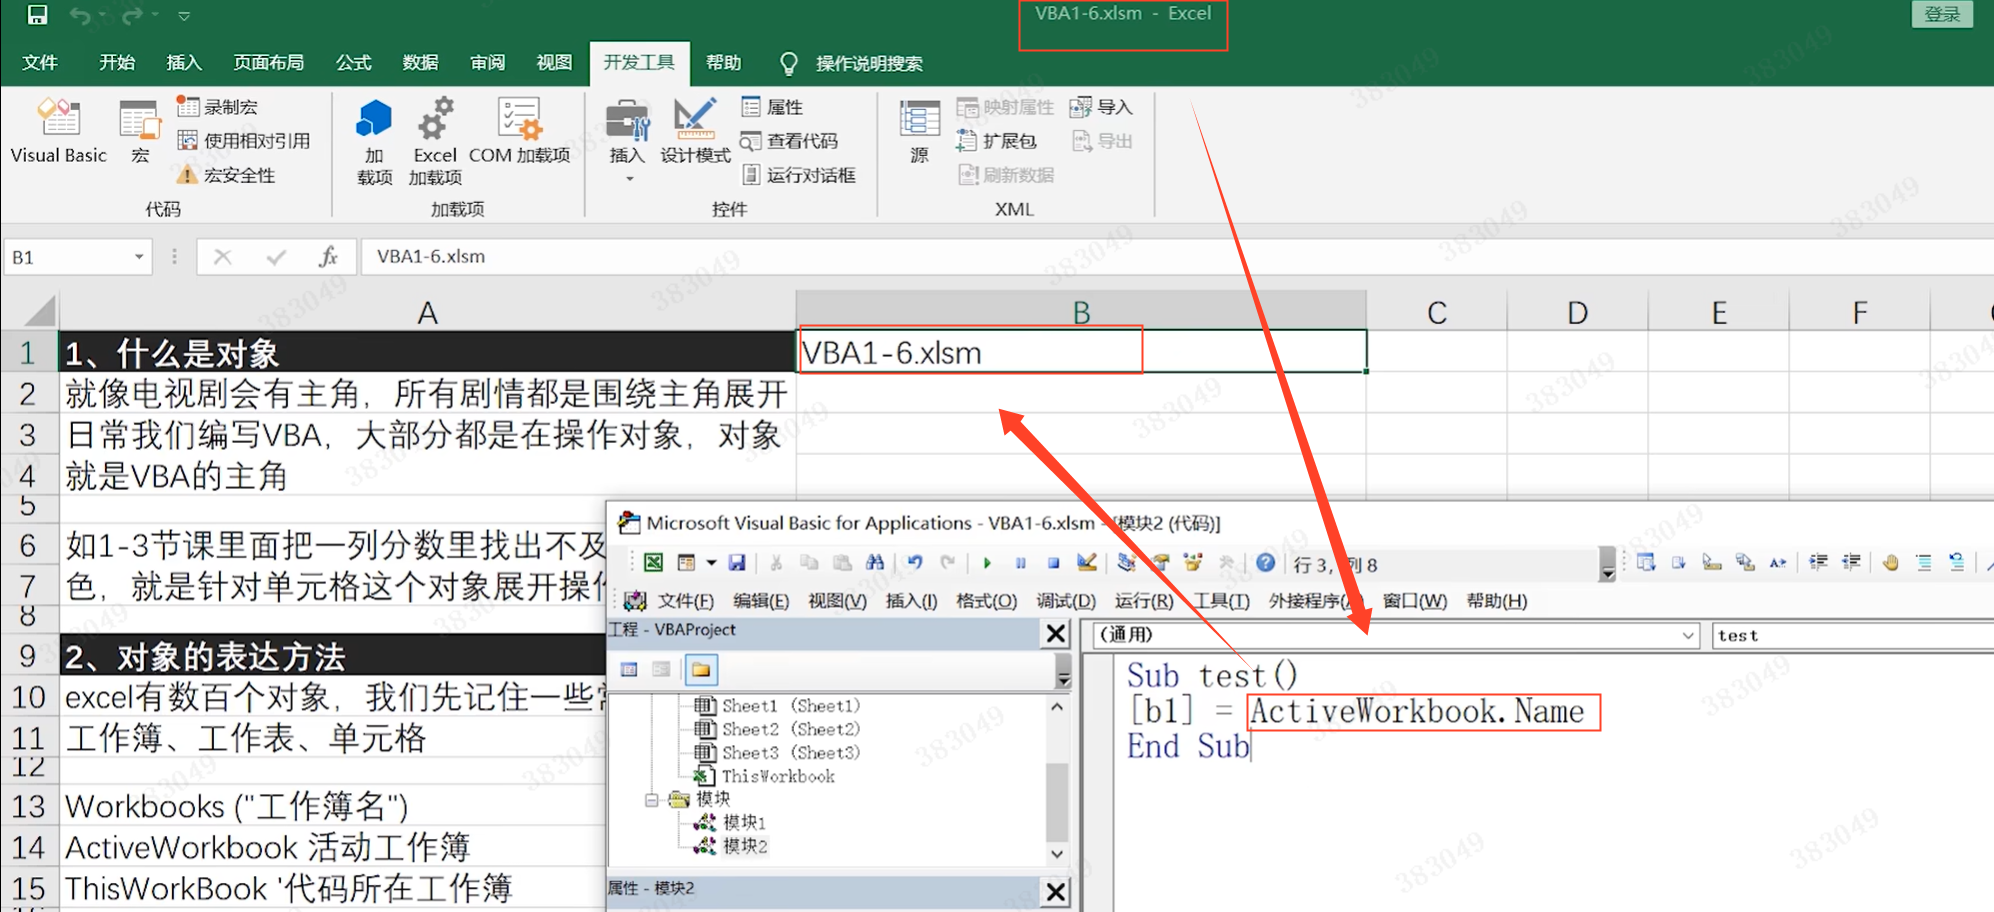 VBA1-6.xlsm - Excel
登录
文件 开始 插入 页面布局 公式 数据 审阅 视图 开发工具 帮助 操作说明搜索
Visual Basic
宏
录制宏
使用相对引用
宏安全性
代码
加
载项
Excel
加载项
COM 加载项
加载项
插入
设计模式
属性
查看代码
运行对话框
控件
源
映射属性
扩展包
刷新数据
导入
导出
XML
B1
fx
VBA1-6.xlsm
A B C D E F
1 1、什么是对象 VBA1-6.xlsm
2 就像电视剧会有主角，所有剧情都是围绕主角展开
3 日常我们编写VBA，大部分都是在操作对象，对象
4 就是VBA的主角
5
6 如1-3节课里面把一列分数里找出不及
7 色，就是针对单元格这个对象展开操作
8
9 2、对象的表达方法
10 excel有数百个对象，我们先记住一些常
11 工作簿、工作表、单元格
12
13 Workbooks ("工作簿名")
14 ActiveWorkbook 活动工作簿
15 ThisWorkBook '代码所在工作簿
Microsoft Visual Basic for Applications - VBA1-6.xlsm - [模块2 (代码)]
行 3, 列 8
文件(F) 编辑(E) 视图(V) 插入(I) 格式(O) 调试(D) 运行(R) 工具(T) 外接程序(A) 窗口(W) 帮助(H)
工程 - VBAProject
Sheet1 (Sheet1)
Sheet2 (Sheet2)
Sheet3 (Sheet3)
ThisWorkbook
模块
模块1
模块2
属性 - 模块2
(通用)
test
Sub test()
[b1] = ActiveWorkbook.Name
End Sub
383049